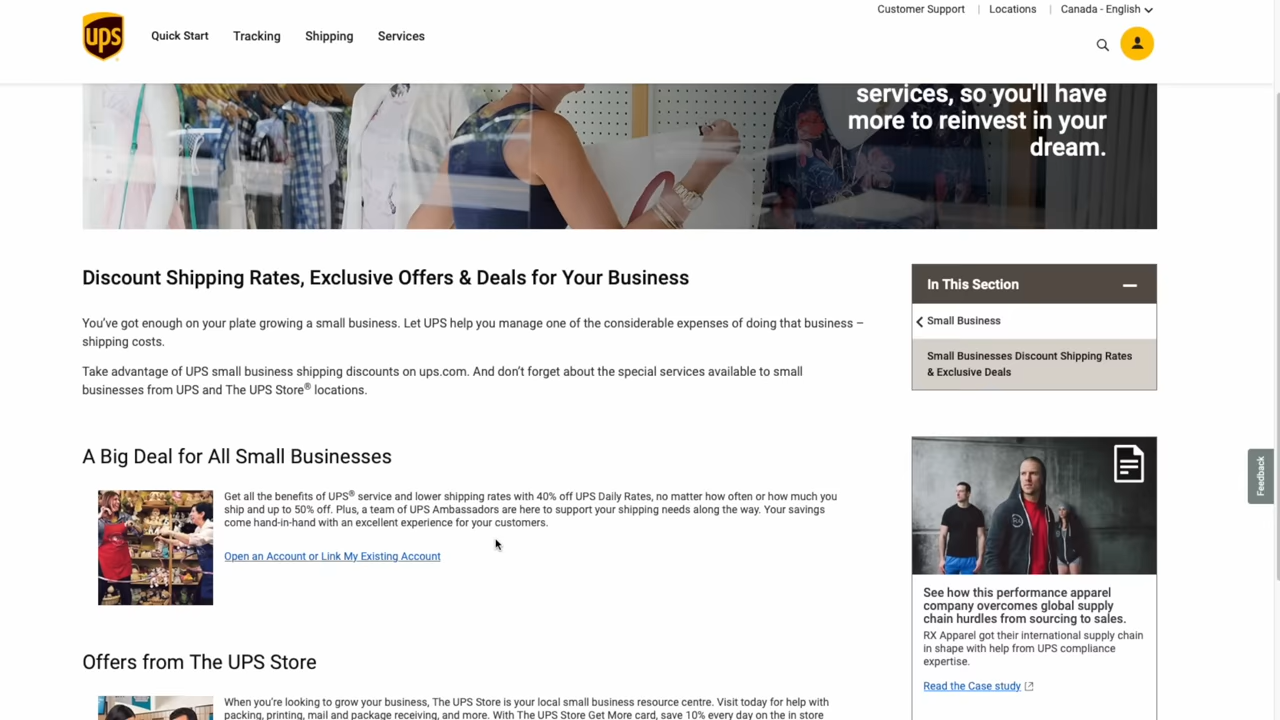 Customer Support | Locations | Canada - English
ups
Quick Start Tracking Shipping Services
services, so you'll have
more to reinvest in your
dream.
Discount Shipping Rates, Exclusive Offers & Deals for Your Business
You've got enough on your plate growing a small business. Let UPS help you manage one of the considerable expenses of doing that business –
shipping costs.
Take advantage of UPS small business shipping discounts on ups.com. And don't forget about the special services available to small
businesses from UPS and The UPS Store® locations.
In This Section
Small Business
Small Businesses Discount Shipping Rates
& Exclusive Deals
A Big Deal for All Small Businesses
Get all the benefits of UPS® service and lower shipping rates with 40% off UPS Daily Rates, no matter how often or how much you
ship and up to 50% off. Plus, a team of UPS Ambassadors are here to support your shipping needs along the way. Your savings
come hand-in-hand with an excellent experience for your customers.
Open an Account or Link My Existing Account
Feedback
See how this performance apparel
company overcomes global supply
chain hurdles from sourcing to sales.
RX Apparel got their international supply chain
in shape with help from UPS compliance
expertise.
Read the Case study
Offers from The UPS Store
When you're looking to grow your business, The UPS Store is your local small business resource centre. Visit today for help with
packing, printing, mail and package receiving, and more. With The UPS Store Get More card, save 10% every day on the in store